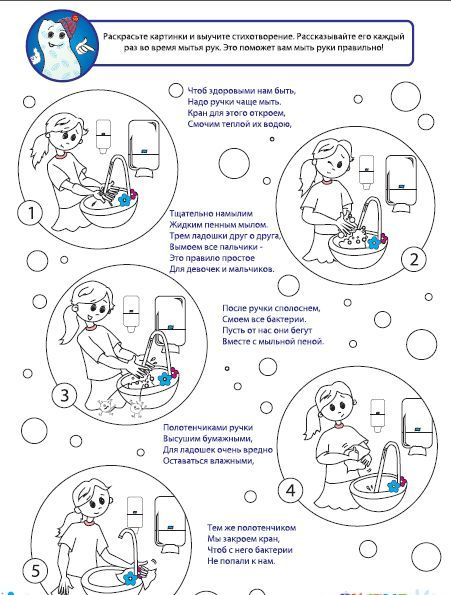 Раскрасьте картинки и выучите стихотворение. Рассказывайте его каждый
раз во время мытья рук. Это поможет вам мыть руки правильно!
Чтоб здоровыми нам быть,
Надо ручки чаще мыть.
Кран для этого откроем,
Смочим теплой их водою,
1
Тщательно намылим
Жидким пенным мылом.
Трем ладошки друг о друга,
Вымоем все пальчики -
Это правило простое
Для девочек и мальчиков.
2
После ручки сполоснем,
Смоем все бактерии.
Пусть от нас они бегут
Вместе с мыльной пеной.
3
Полотенчиками ручки
Высушим бумажными,
Для ладошек очень вредно
Оставаться влажными,
4
Тем же полотенчиком
Мы закроем кран,
Чтоб с него бактерии
Не попали к нам.
5